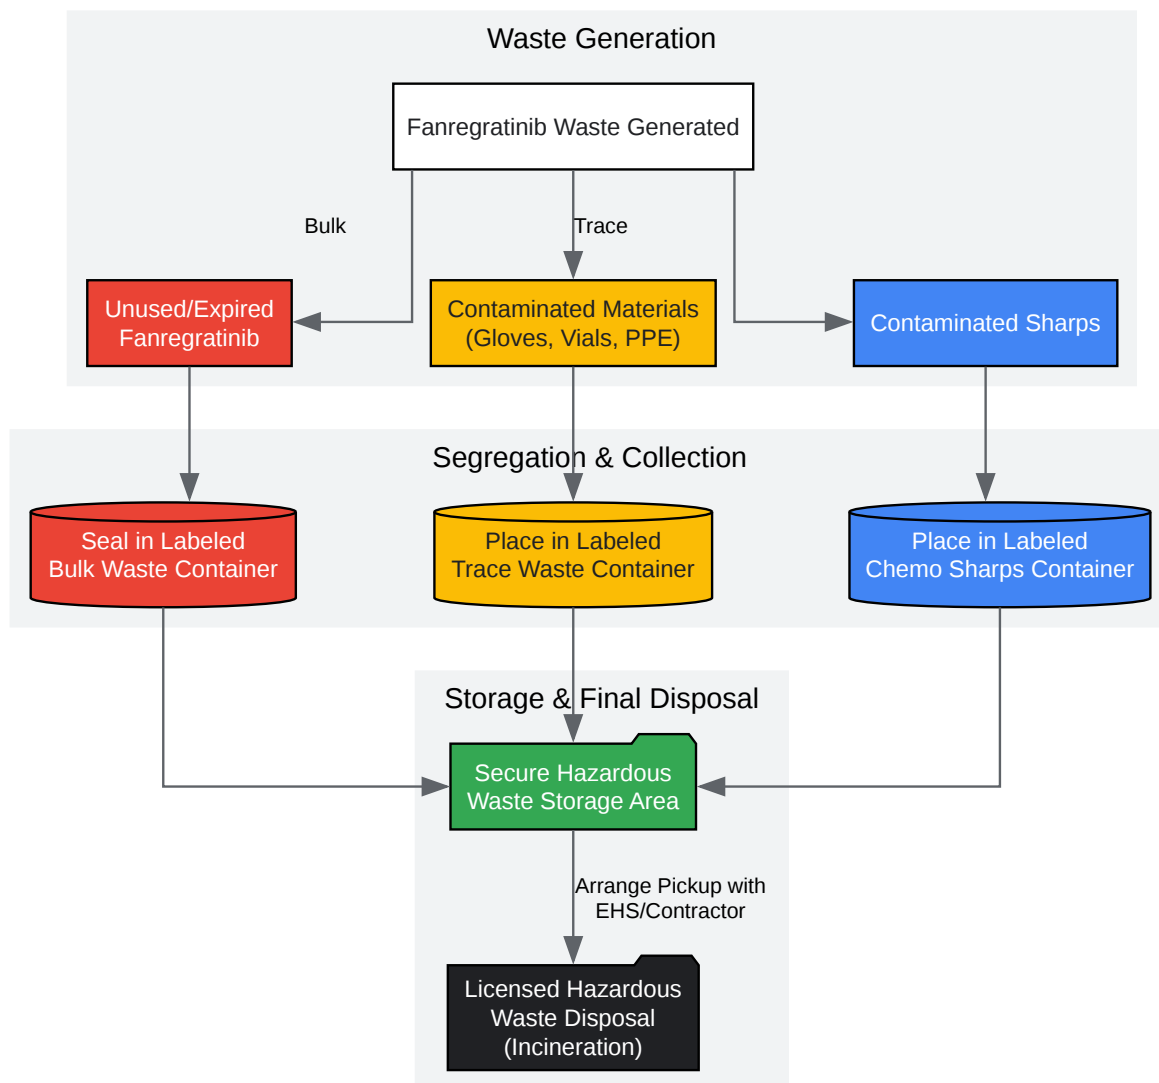 Waste Generation
Fanregratinib Waste Generated
Bulk
Trace
Unused/Expired
Fanregratinib
Contaminated Materials
(Gloves, Vials, PPE)
Contaminated Sharps
Segregation & Collection
Seal in Labeled
Bulk Waste Container
Place in Labeled
Trace Waste Container
Place in Labeled
Chemo Sharps Container
Storage & Final Disposal
Secure Hazardous
Waste Storage Area
Arrange Pickup with
EHS/Contractor
Licensed Hazardous
Waste Disposal
(Incineration)